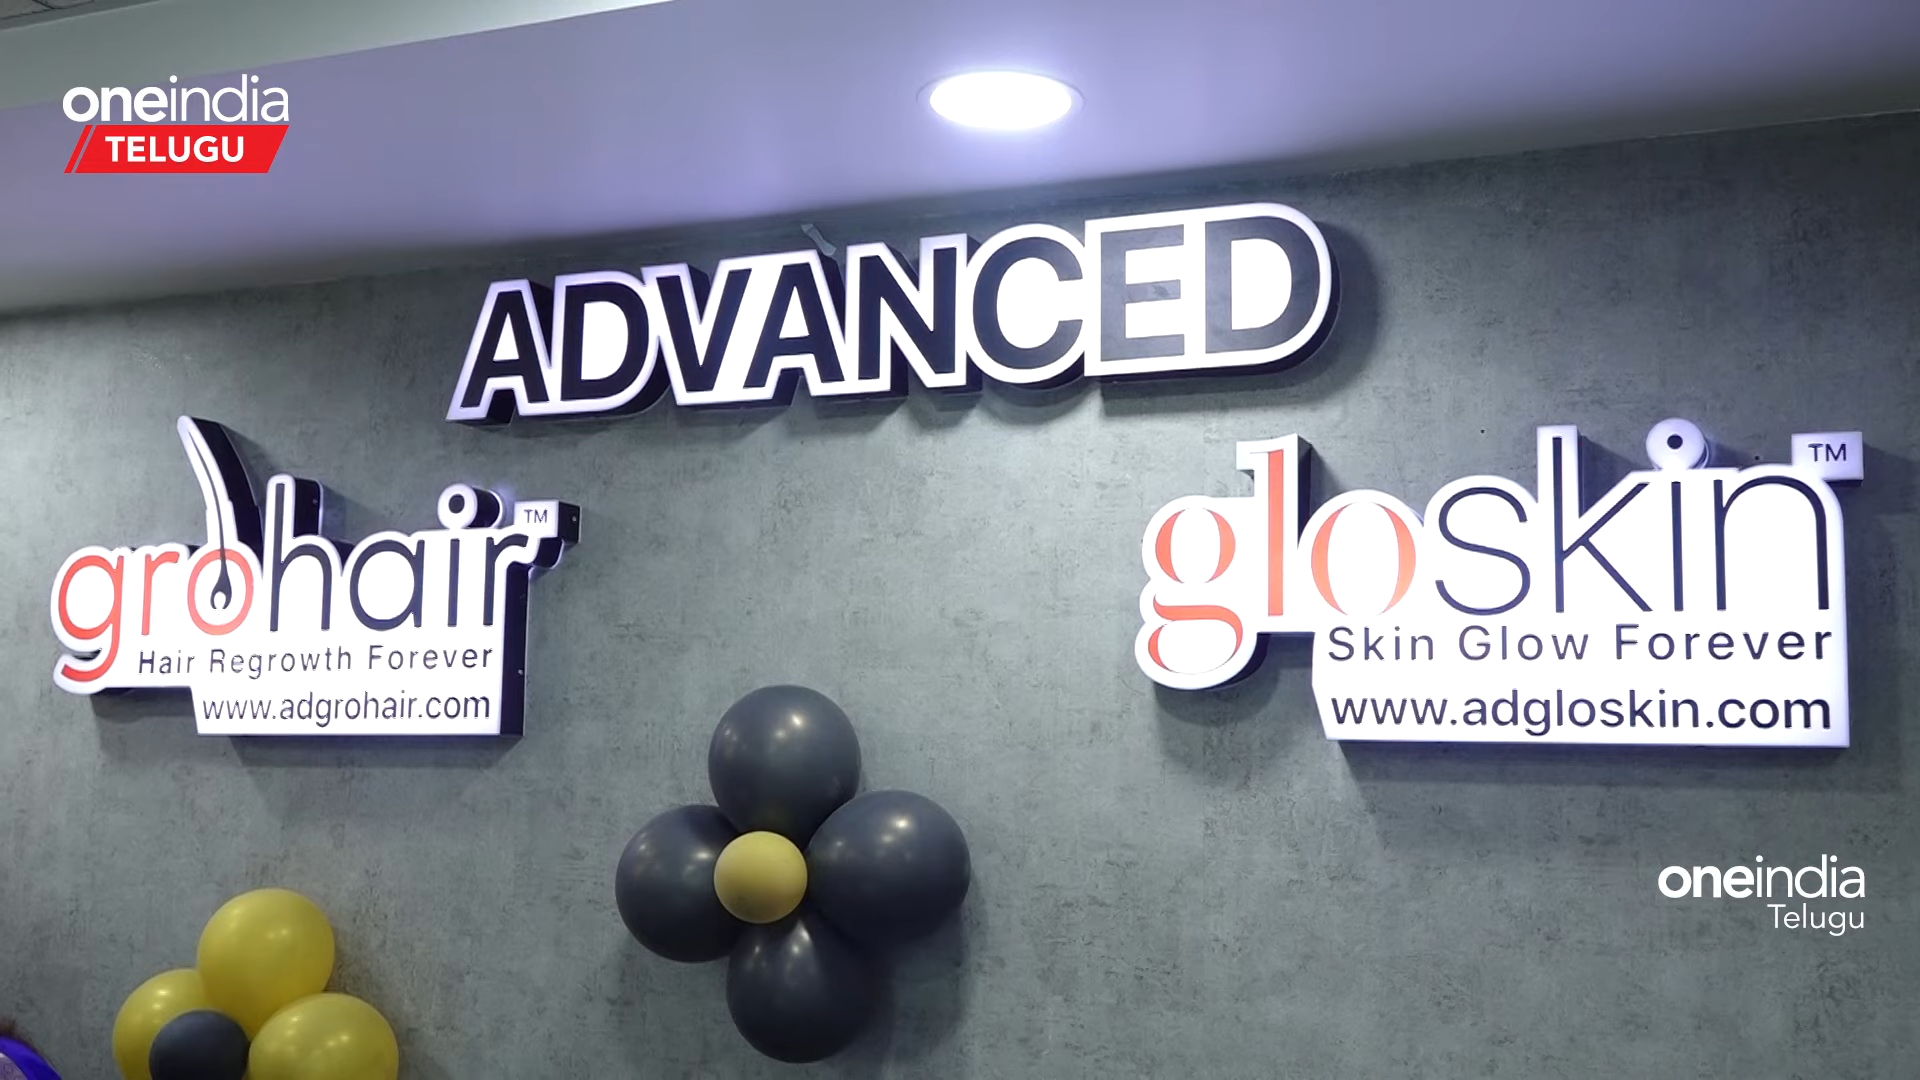 oneindia
TELUGU
ADVANCED
grohair TM
Hair Regrowth Forever
www.adgrohair.com
gloskin TM
Skin Glow Forever
www.adgloskin.com
oneindia
Telugu